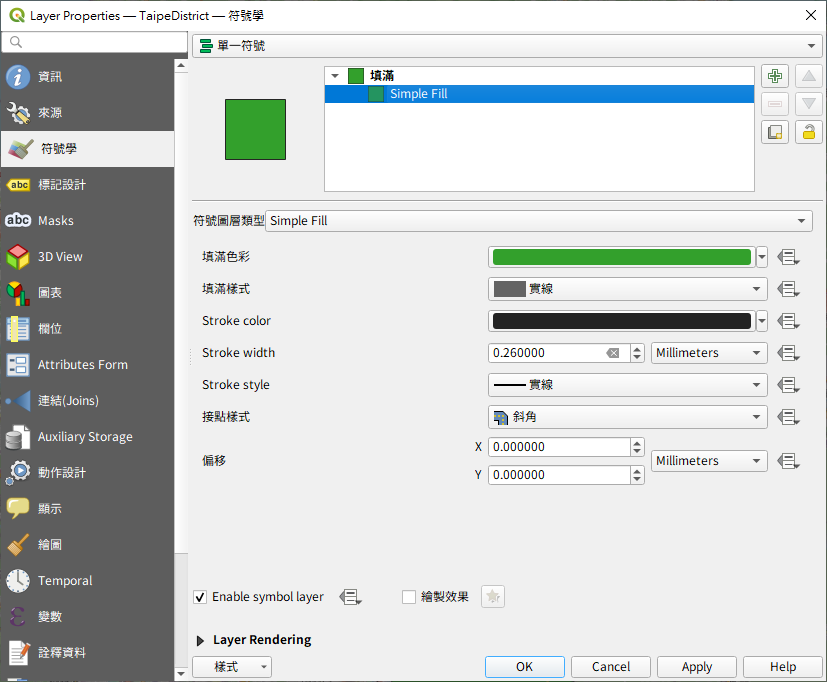 Layer Properties — TaipeDistrict — 符號學
單一符號
資訊
來源
符號學
abc 標記設計
abc Masks
3D View
圖表
欄位
Attributes Form
連結(Joins)
Auxiliary Storage
動作設計
顯示
繪圖
Temporal
變數
詮釋資料
填滿
Simple Fill
符號圖層類型 Simple Fill
填滿色彩
填滿樣式 實線
Stroke color
Stroke width 0.260000 Millimeters
Stroke style 實線
接點樣式 斜角
偏移 X 0.000000 Millimeters
Y 0.000000
Enable symbol layer 繪製效果
Layer Rendering
樣式 OK Cancel Apply Help